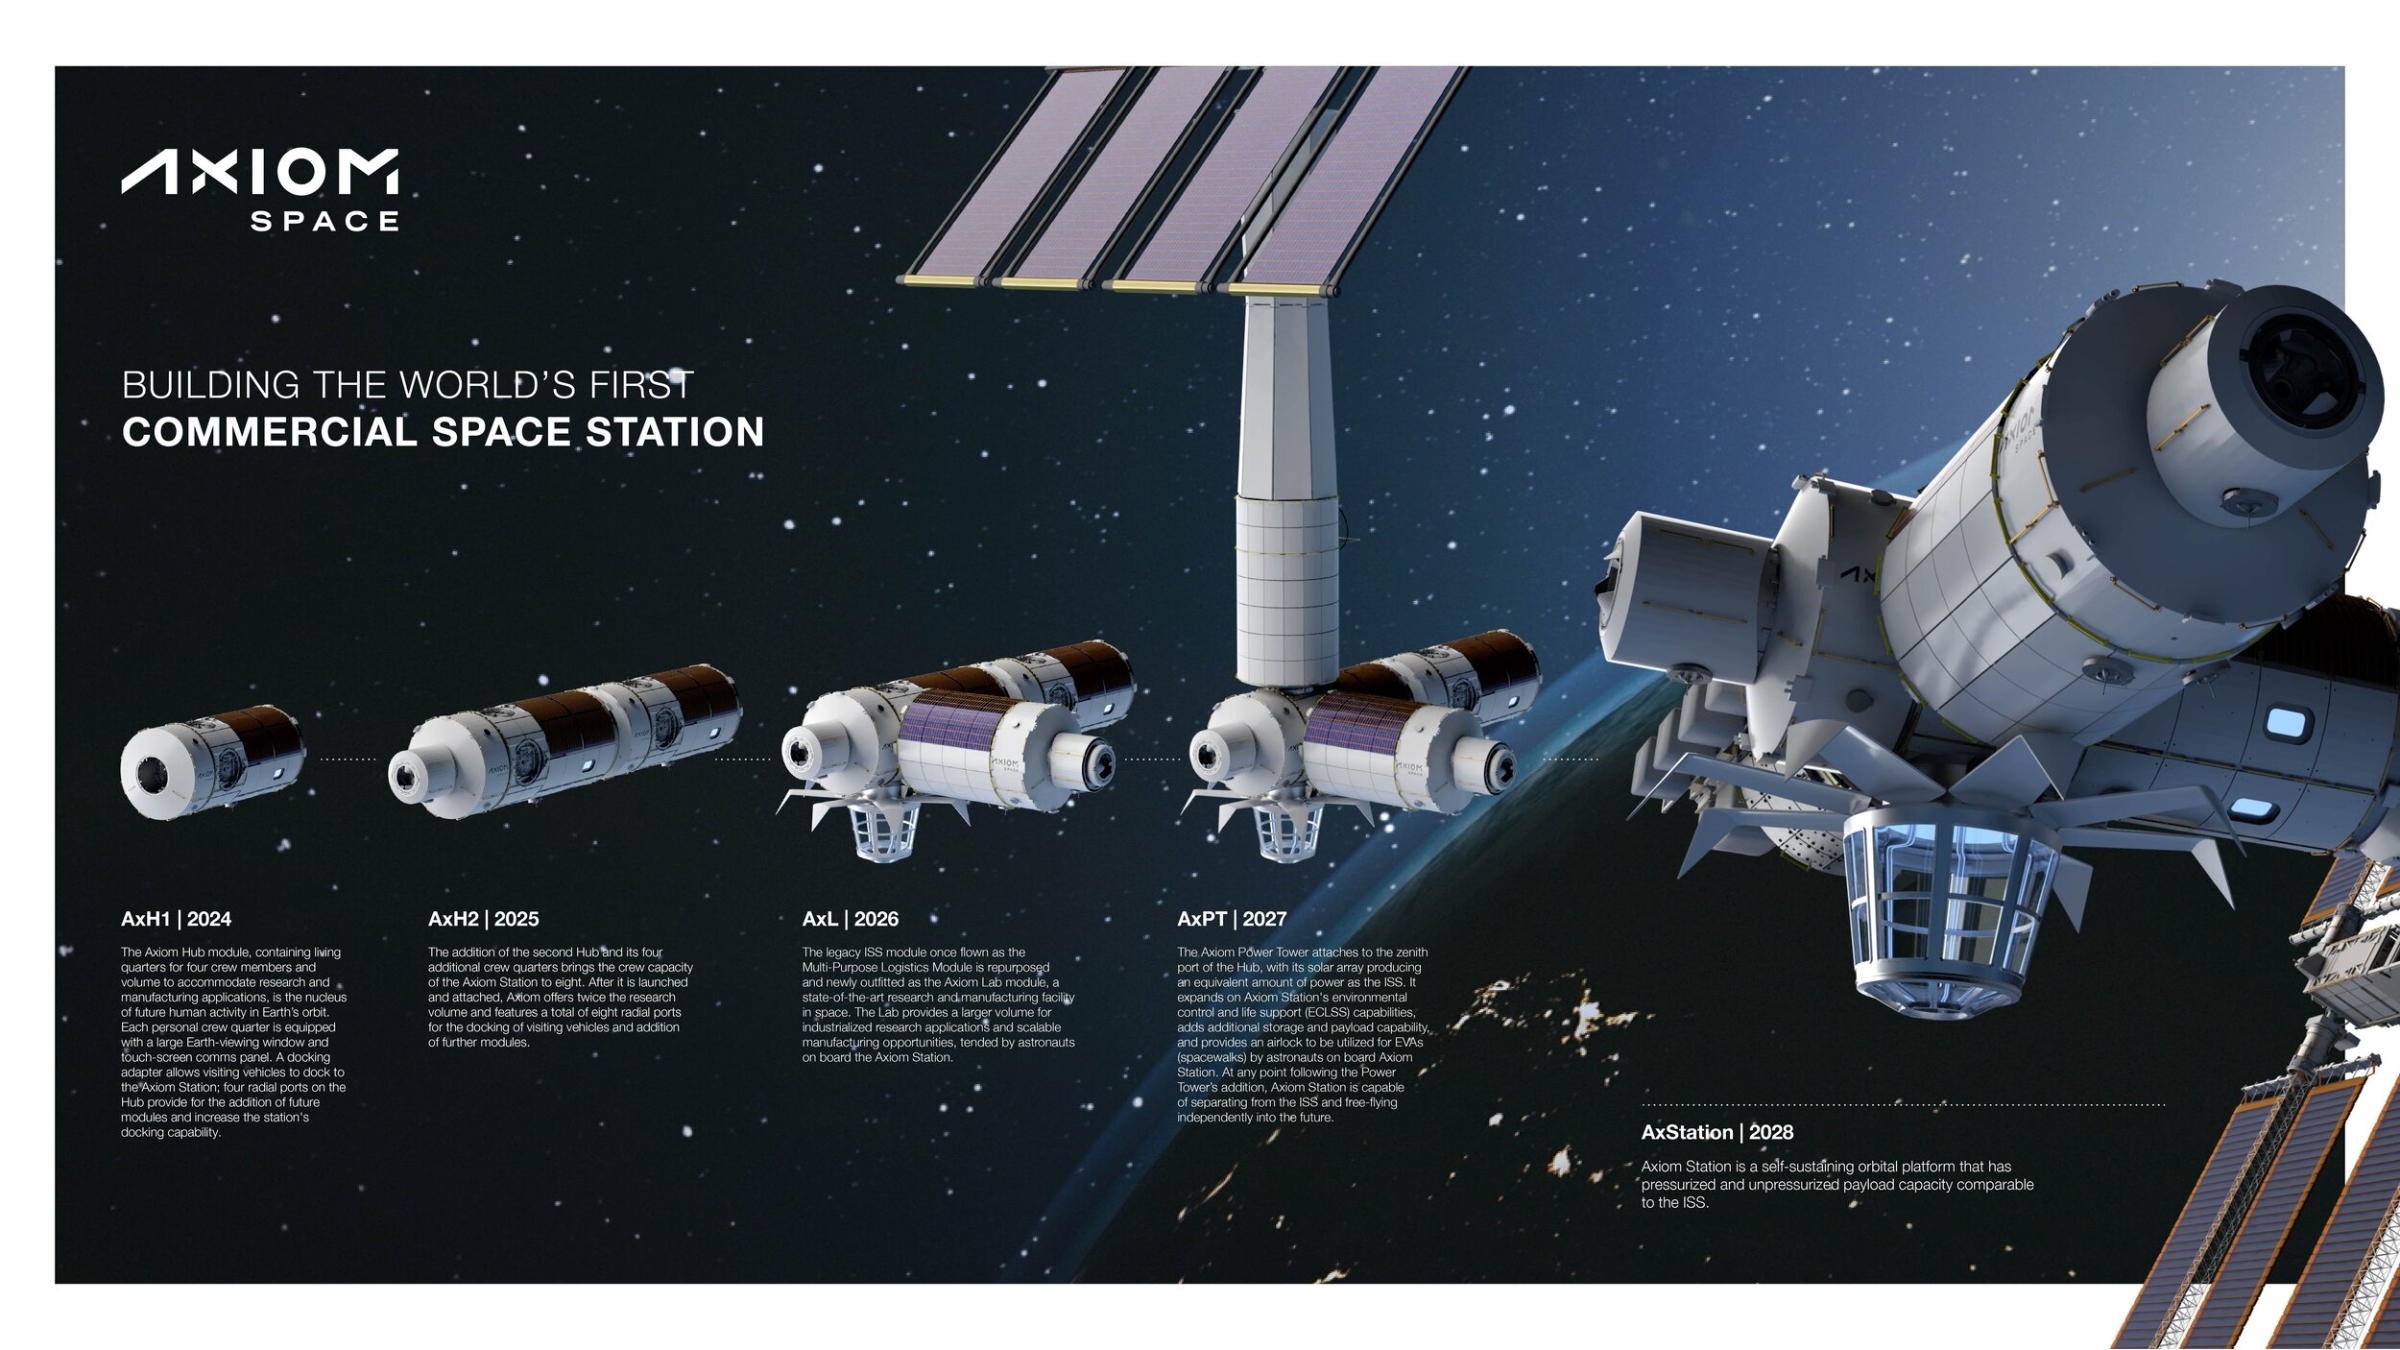 AXIOM
SPACE
BUILDING THE WORLD'S FIRST
COMMERCIAL SPACE STATION
AxH1 | 2024
The Axiom Hub module, containing living
quarters for four crew members and
volume to accommodate research and
manufacturing applications, is the nucleus
of future human activity in Earth's orbit.
Each personal crew quarter is equipped
with a large Earth-viewing window and
touch-screen comms panel. A docking
adapter allows visiting vehicles to dock to
the Axiom Station; four radial ports on the
Hub provide for the addition of future
modules and increase the station's
docking capability.
AxH2 | 2025
The addition of the second Hub and its four
additional crew quarters brings the crew capacity
of the Axiom Station to eight. After it is launched
and attached, Axiom offers twice the research
volume and features a total of eight radial ports
for the docking of visiting vehicles and addition
of further modules.
AxL | 2026
The legacy ISS module once flown as the
Multi-Purpose Logistics Module is repurposed
and newly outfitted as the Axiom Lab module, a
state-of-the-art research and manufacturing facility
in space. The Lab provides a larger volume for
industrialized research applications and scalable
manufacturing opportunities, tended by astronauts
on board the Axiom Station.
AxPT | 2027
The Axiom Power Tower attaches to the zenith
port of the Hub, with its solar array producing
an equivalent amount of power as the ISS. It
expands on Axiom Station's environmental
control and life support (ECLSS) capabilities,
adds additional storage and payload capability,
and provides an airlock to be utilized for EVAs
(spacewalks) by astronauts on board Axiom
Station. At any point following the Power
Tower's addition, Axiom Station is capable
of separating from the ISS and free-flying
independently into the future.
AxStation | 2028
Axiom Station is a self-sustaining orbital platform that has
pressurized and unpressurized payload capacity comparable
to the ISS.
AXIOM
AXIOM
AXIOM
AXIOM
SPACE
AXIOM
SPACE
AXIOM
SPACE
AX